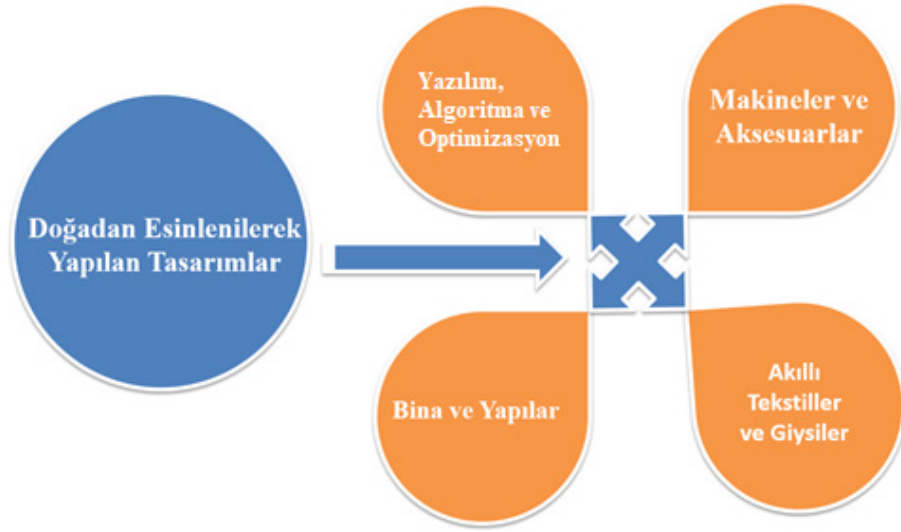 Doğadan Esinlenilerek
Yapılan Tasarımlar
Yazılım,
Algoritma ve
Optimizasyon
Makineler ve
Aksesuarlar
Bina ve Yapılar
Akıllı
Tekstiller
ve Giysiler